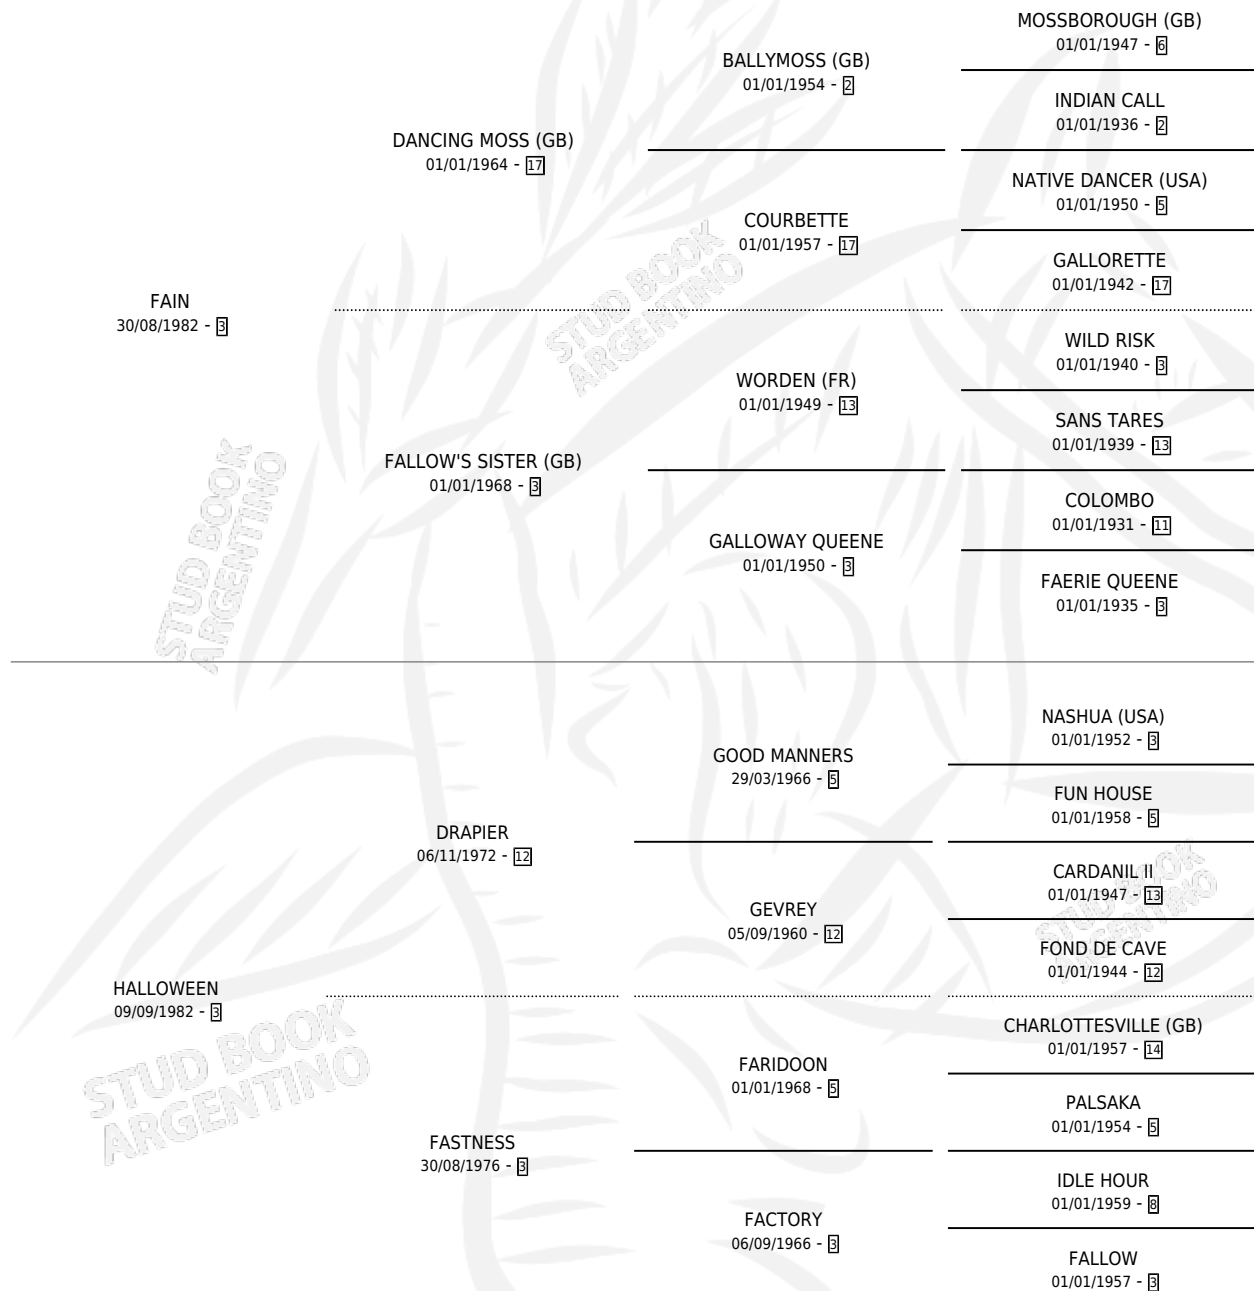 MOSSBOROUGH (GB)
01/01/1947 - 6
BALLYMOSS (GB)
01/01/1954 - 2
INDIAN CALL
01/01/1936 - 2
DANCING MOSS (GB)
01/01/1964 - 17
NATIVE DANCER (USA)
01/01/1950 - 5
COURBETTE
01/01/1957 - 17
GALLORETTE
01/01/1942 - 17
FAIN
30/08/1982 - 3
STUD BOOK
ARGENTINO
WILD RISK
01/01/1940 - 3
WORDEN (FR)
01/01/1949 - 13
SANS TARES
01/01/1939 - 13
FALLOW'S SISTER (GB)
01/01/1968 - 3
COLOMBO
01/01/1931 - 11
GALLOWAY QUEENE
01/01/1950 - 3
FAERIE QUEENE
01/01/1935 - 3
STUD BOOK
ARGENTINO
NASHUA (USA)
01/01/1952 - 3
GOOD MANNERS
29/03/1966 - 5
FUN HOUSE
01/01/1958 - 5
DRAPIER
06/11/1972 - 12
CARDANIL II
01/01/1947 - 13
GEVREY
05/09/1960 - 12
STUD BOOK
ARGENTINO
FOND DE CAVE
01/01/1944 - 12
HALLOWEEN
09/09/1982 - 3
CHARLOTTESVILLE (GB)
01/01/1957 - 14
STUD BOOK
ARGENTINO
FARIDOON
01/01/1968 - 5
PALSAKA
01/01/1954 - 5
FASTNESS
30/08/1976 - 3
IDLE HOUR
01/01/1959 - 8
FACTORY
06/09/1966 - 3
FALLOW
01/01/1957 - 3